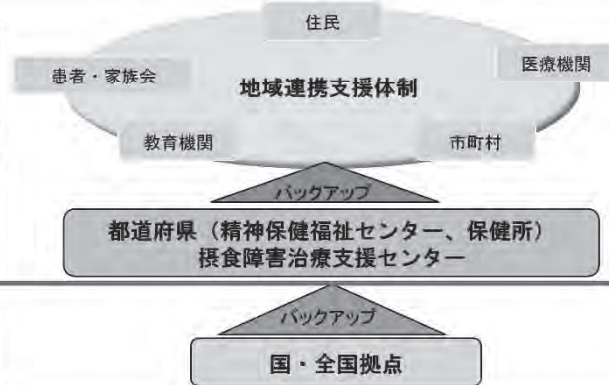 住民
患者・家族会
医療機関
地域連携支援体制
教育機関
市町村
バックアップ
都道府県（精神保健福祉センター、保健所）
摂食障害治療支援センター
バックアップ
国・全国拠点